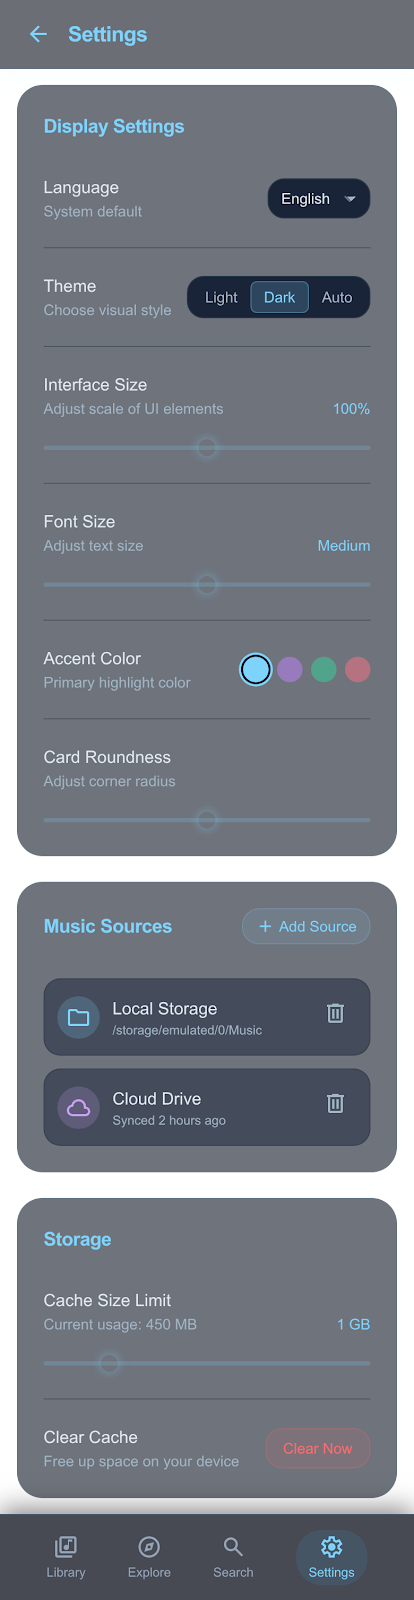 Settings
Display Settings
Language
System default
English
Theme
Choose visual style
Light
Dark
Auto
Interface Size
Adjust scale of UI elements
100%
Font Size
Adjust text size
Medium
Accent Color
Primary highlight color
Card Roundness
Adjust corner radius
Music Sources
+ Add Source
Local Storage
/storage/emulated/0/Music
Cloud Drive
Synced 2 hours ago
Storage
Cache Size Limit
Current usage: 450 MB
1 GB
Clear Cache
Free up space on your device
Clear Now
Library
Explore
Search
Settings